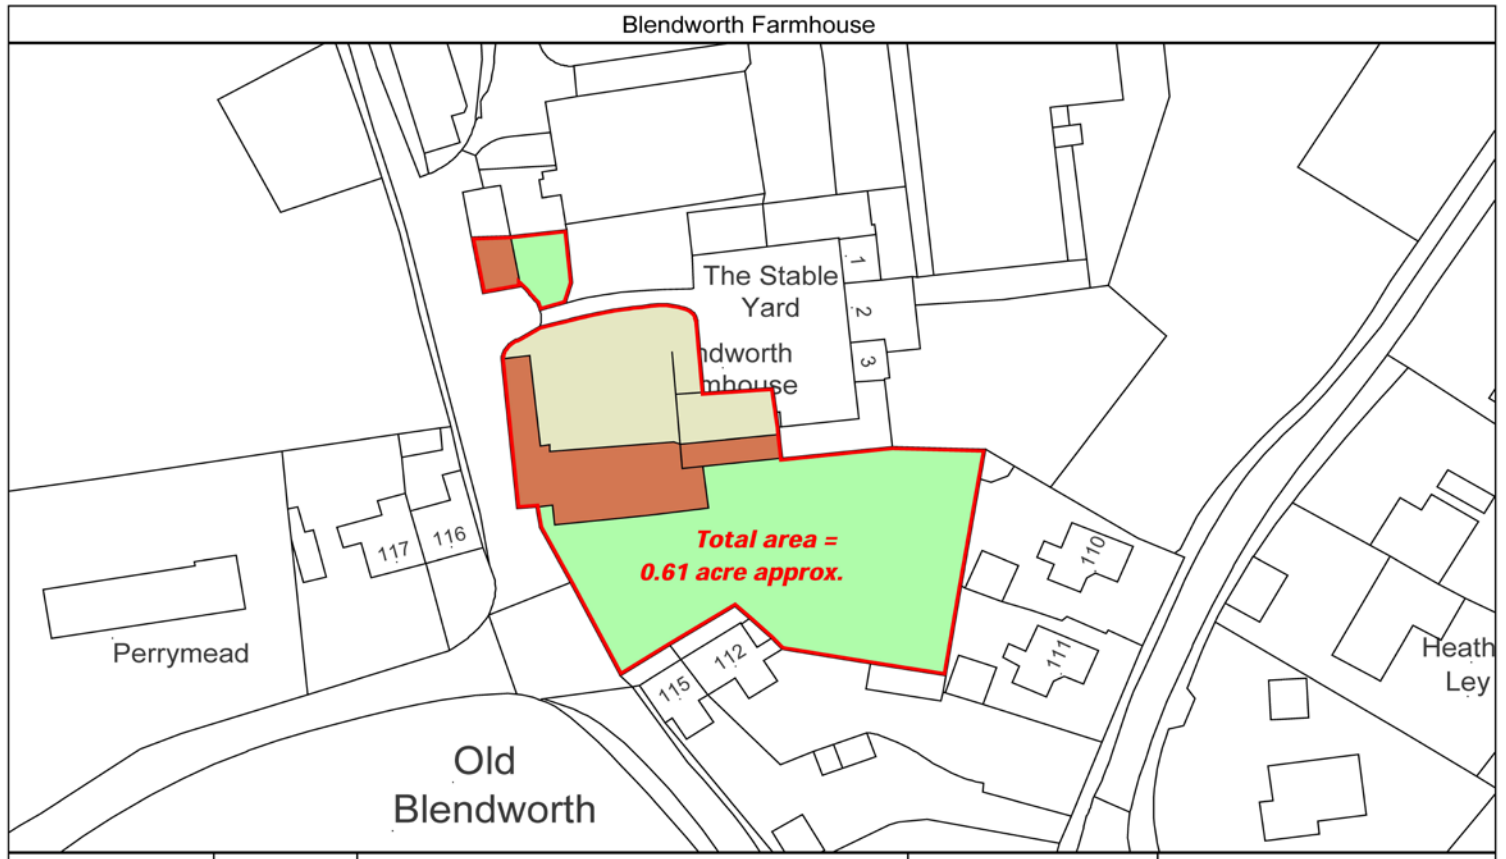 Blendworth Farmhouse
The Stable
Yard
1
2
3
ndworth
mhouse
Total area =
0.61 acre approx.
116
117
110
111
112
115
Perrymead
Heath
Ley
Old
Blendworth